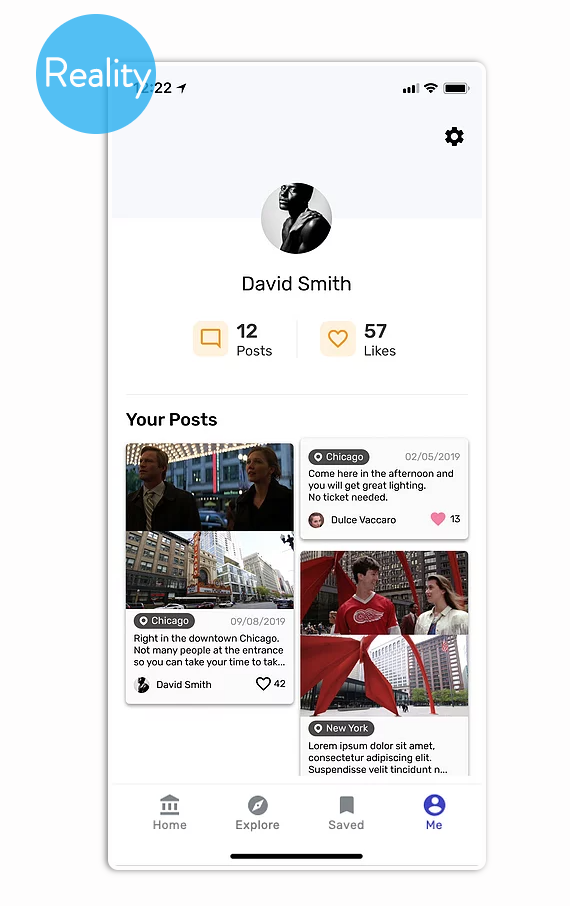 Reality
12:22
David Smith
12
Posts
57
Likes
Your Posts
Chicago
09/08/2019
Right in the downtown Chicago.
Not many people at the entrance
so you can take your time to tak...
David Smith
42
Chicago
02/05/2019
Come here in the afternoon and
you will get great lighting.
No ticket needed.
Dulce Vaccaro
13
New York
Lorem ipsum dolor sit amet,
consectetur adipiscing elit.
Suspendisse velit tincidunt n...
Home
Explore
Saved
Me